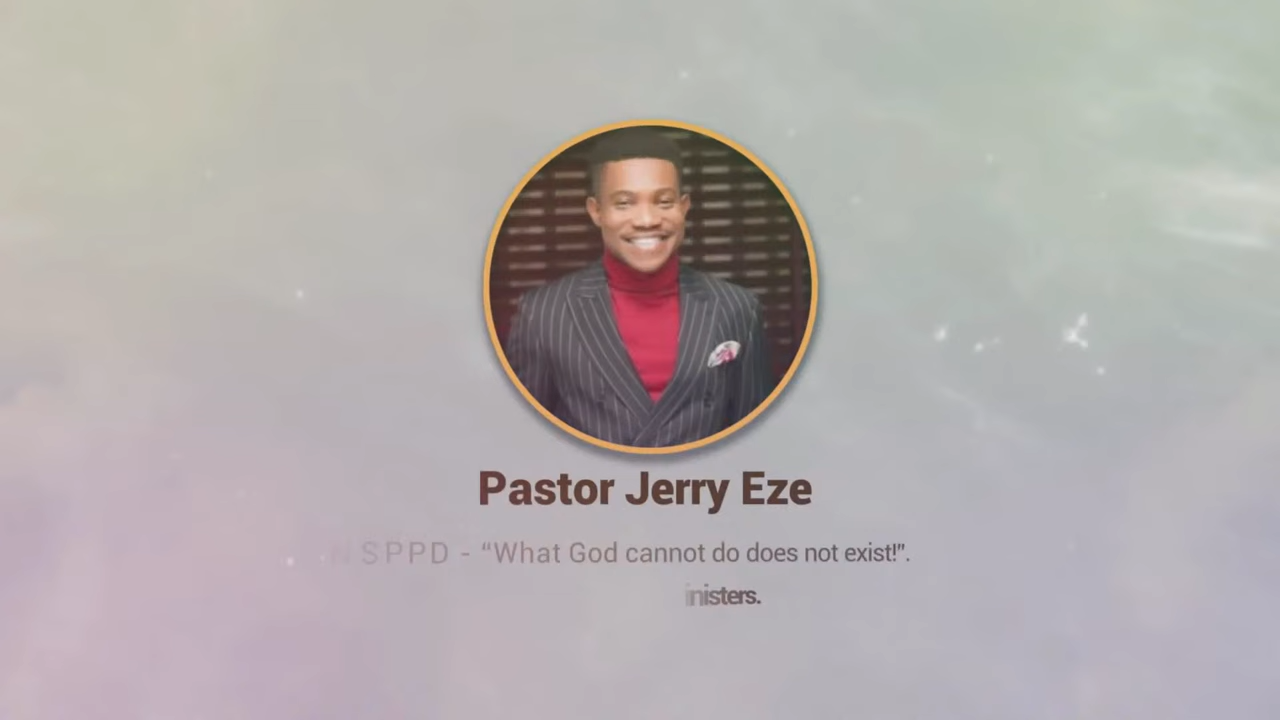 Pastor Jerry Eze
NSPPD - “What God cannot do does not exist!”.
inisters.